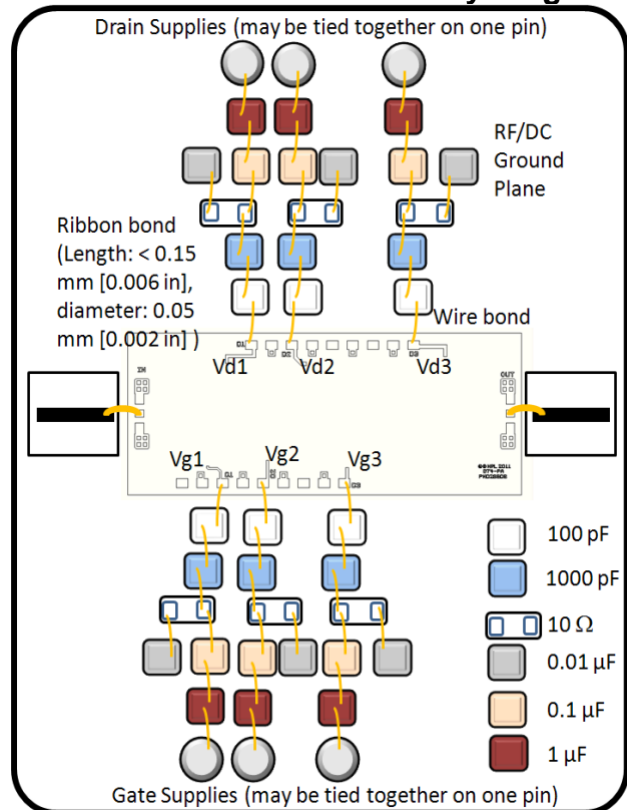 Drain Supplies (may be tied together on one pin)
RF/DC
Ground
Plane
Ribbon bond
(Length: < 0.15
mm [0.006 in],
diameter: 0.05
mm [0.002 in] )
Wire bond
Vd1
Vd2
Vd3
IN
OUT
Vg1
Vg2
Vg3
100 pF
1000 pF
10 Ω
0.01 µF
0.1 µF
1 µF
Gate Supplies (may be tied together on one pin)